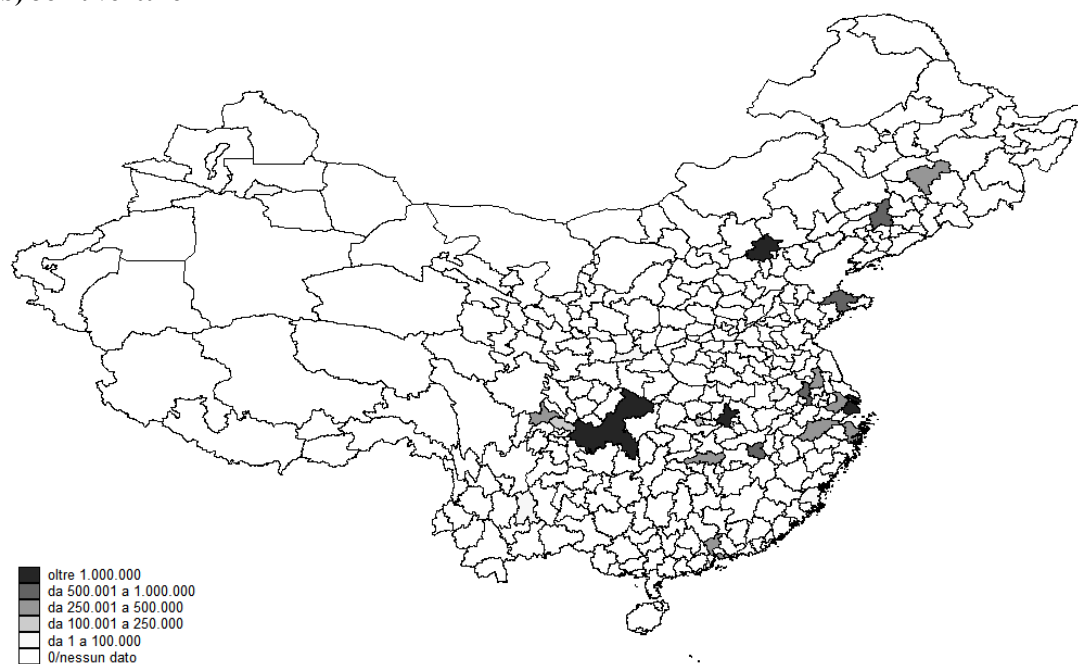 oltre 1.000.000
da 500.001 a 1.000.000
da 250.001 a 500.000
da 100.001 a 250.000
da 1 a 100.000
0/nessun dato